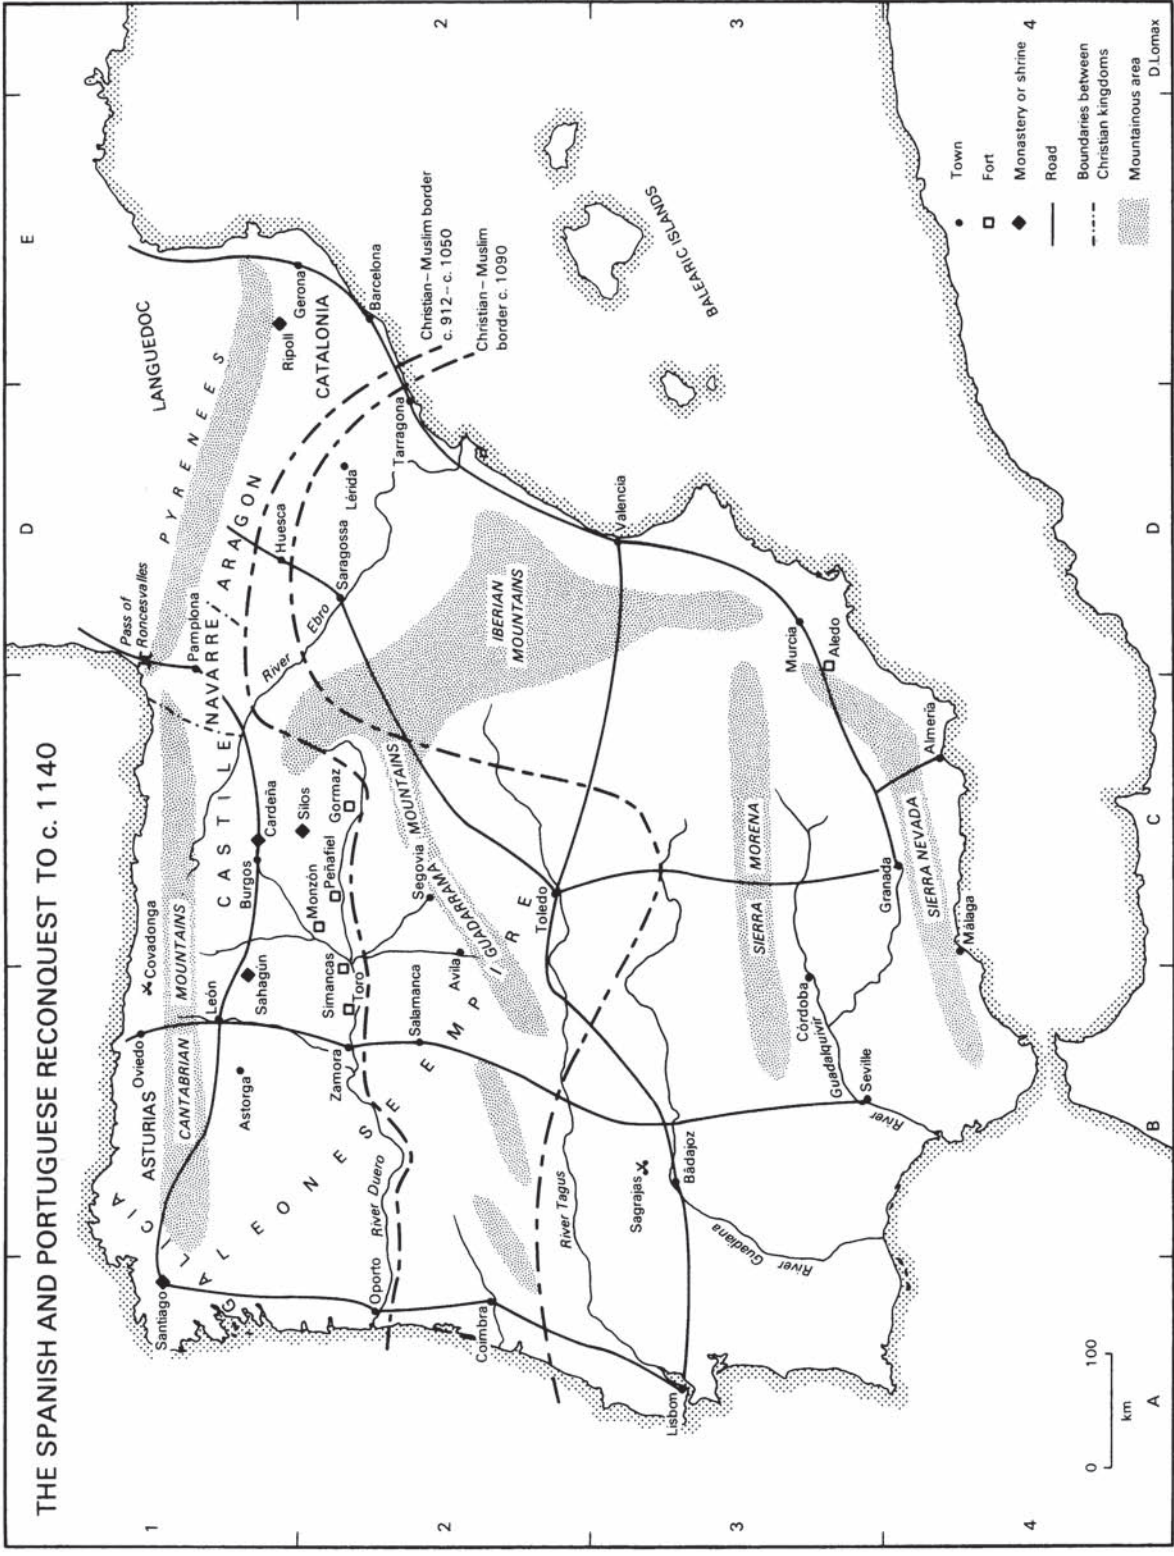 THE SPANISH AND PORTUGUESE RECONQUEST TO c. 1140
A
B
C
D
E
1
2
3
4
Santiago
GALICIA
ASTURIAS
Oviedo
Covadonga
CANTABRIAN MOUNTAINS
León
Astorga
Sahagún
LEONESE EMPIRE
CASTILE
Burgos
Cardeña
Silos
Monzón
Peñafiel
Gormaz
Simancas
Toro
Zamora
River Duero
Oporto
Coimbra
Salamanca
Avila
Segovia
GUADARRAMA MOUNTAINS
NAVARRE
Pamplona
Pass of
Roncesvalles
PYRENEES
ARAGON
Huesca
Saragossa
River Ebro
Lérida
LANGUEDOC
Ripoll
Gerona
CATALONIA
Barcelona
Tarragona
Christian–Muslim border
c. 912–c. 1050
Christian–Muslim
border c. 1090
IBERIAN
MOUNTAINS
Valencia
BALEARIC ISLANDS
Toledo
River Tagus
Lisbon
Sagrajas
Bādajoz
River Guadiana
SIERRA MORENA
Córdoba
River Guadalquivir
Seville
Granada
SIERRA NEVADA
Málaga
Almería
Murcia
Aledo
0 100
km
Town
Fort
Monastery or shrine
Road
Boundaries between
Christian kingdoms
Mountainous area
D.Lomax
A
B
C
D
1
2
3
4